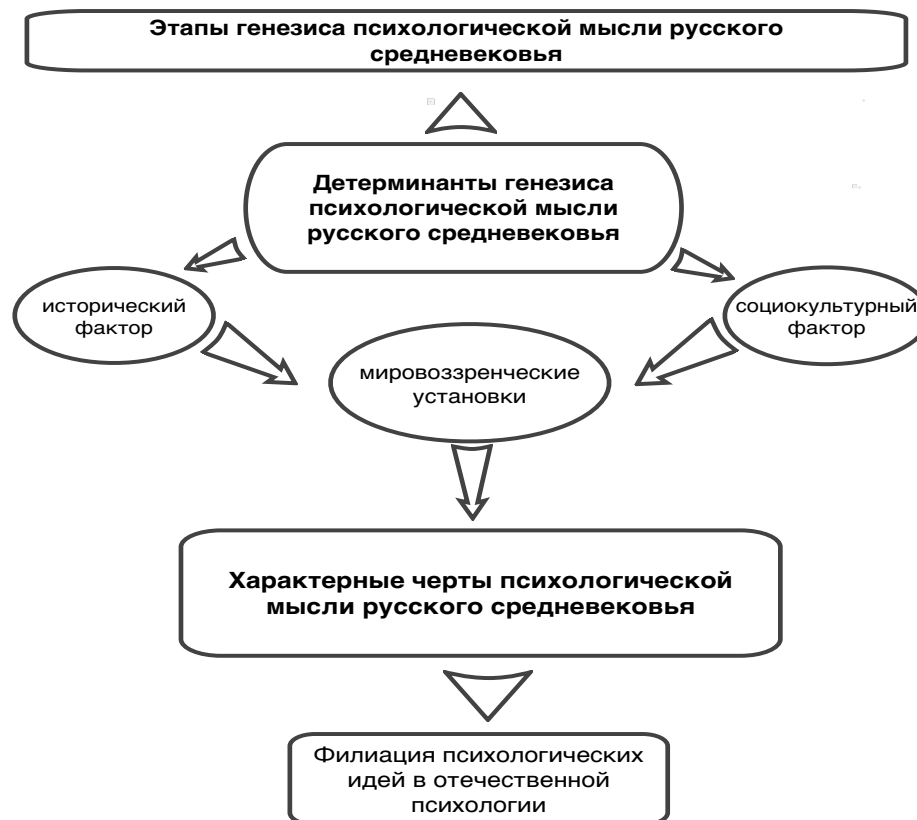 Этапы генезиса психологической мысли русского
средневековья
Детерминанты генезиса
психологической мысли
русского средневековья
исторический
фактор
социокультурный
фактор
мировоззренческие
установки
Характерные черты психологической
мысли русского средневековья
Филиация психологических
идей в отечественной
психологии